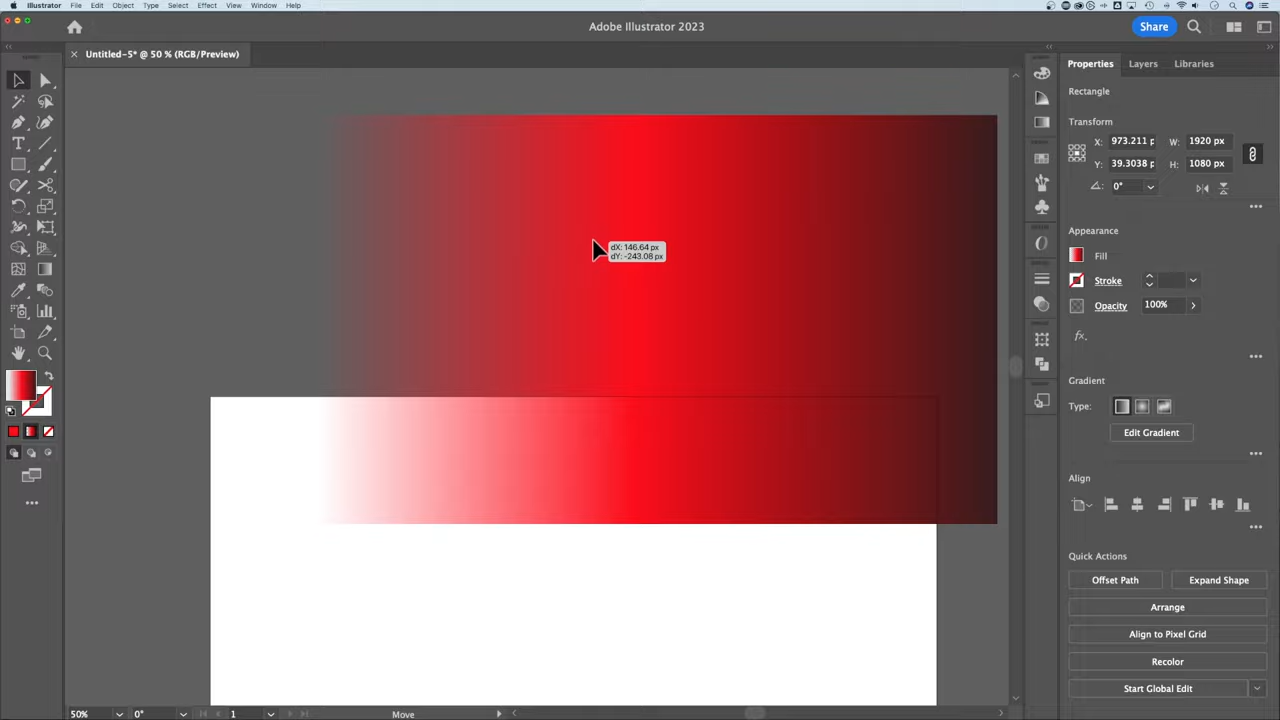 Illustrator File Edit Object Type Select Effect View Window Help
Adobe Illustrator 2023
Share
× Untitled-5* @ 50 % (RGB/Preview)
Properties Layers Libraries
Rectangle
Transform
X: 973.211 p W: 1920 px
Y: 39.3038 p H: 1080 px
0°
Appearance
Fill
Stroke
Opacity 100%
fx.
Gradient
Type:
Edit Gradient
Align
Quick Actions
Offset Path Expand Shape
Arrange
Align to Pixel Grid
Recolor
Start Global Edit
dX: 146.64 px
dY: -243.08 px
50% 0° 1 Move